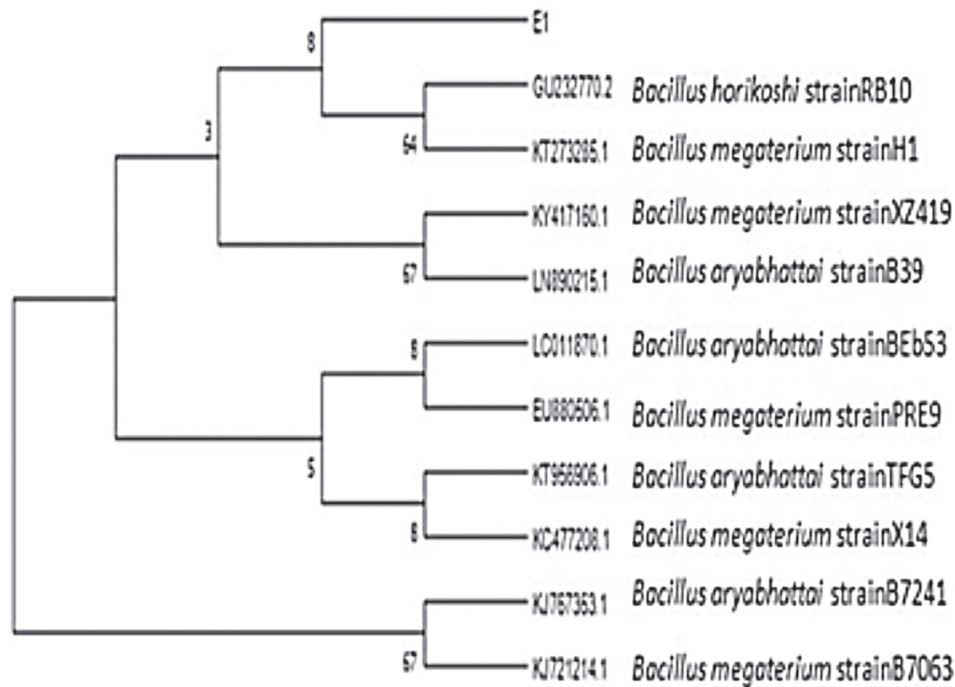 E1
8
GU232770.2 Bacillus horikoshi strainRB10
64
KT273285.1 Bacillus megaterium strainH1
KY417160.1 Bacillus megaterium strainXZ419
67
LN890215.1 Bacillus aryabhattai strainB39
8
LC011870.1 Bacillus aryabhattai strainBEb53
EU880506.1 Bacillus megaterium strainPRE9
5
KT956906.1 Bacillus aryabhattai strainTFG5
8
KC477208.1 Bacillus megaterium strainX14
KJ767353.1 Bacillus aryabhattai strainB7241
67
KJ721214.1 Bacillus megaterium strainB7063